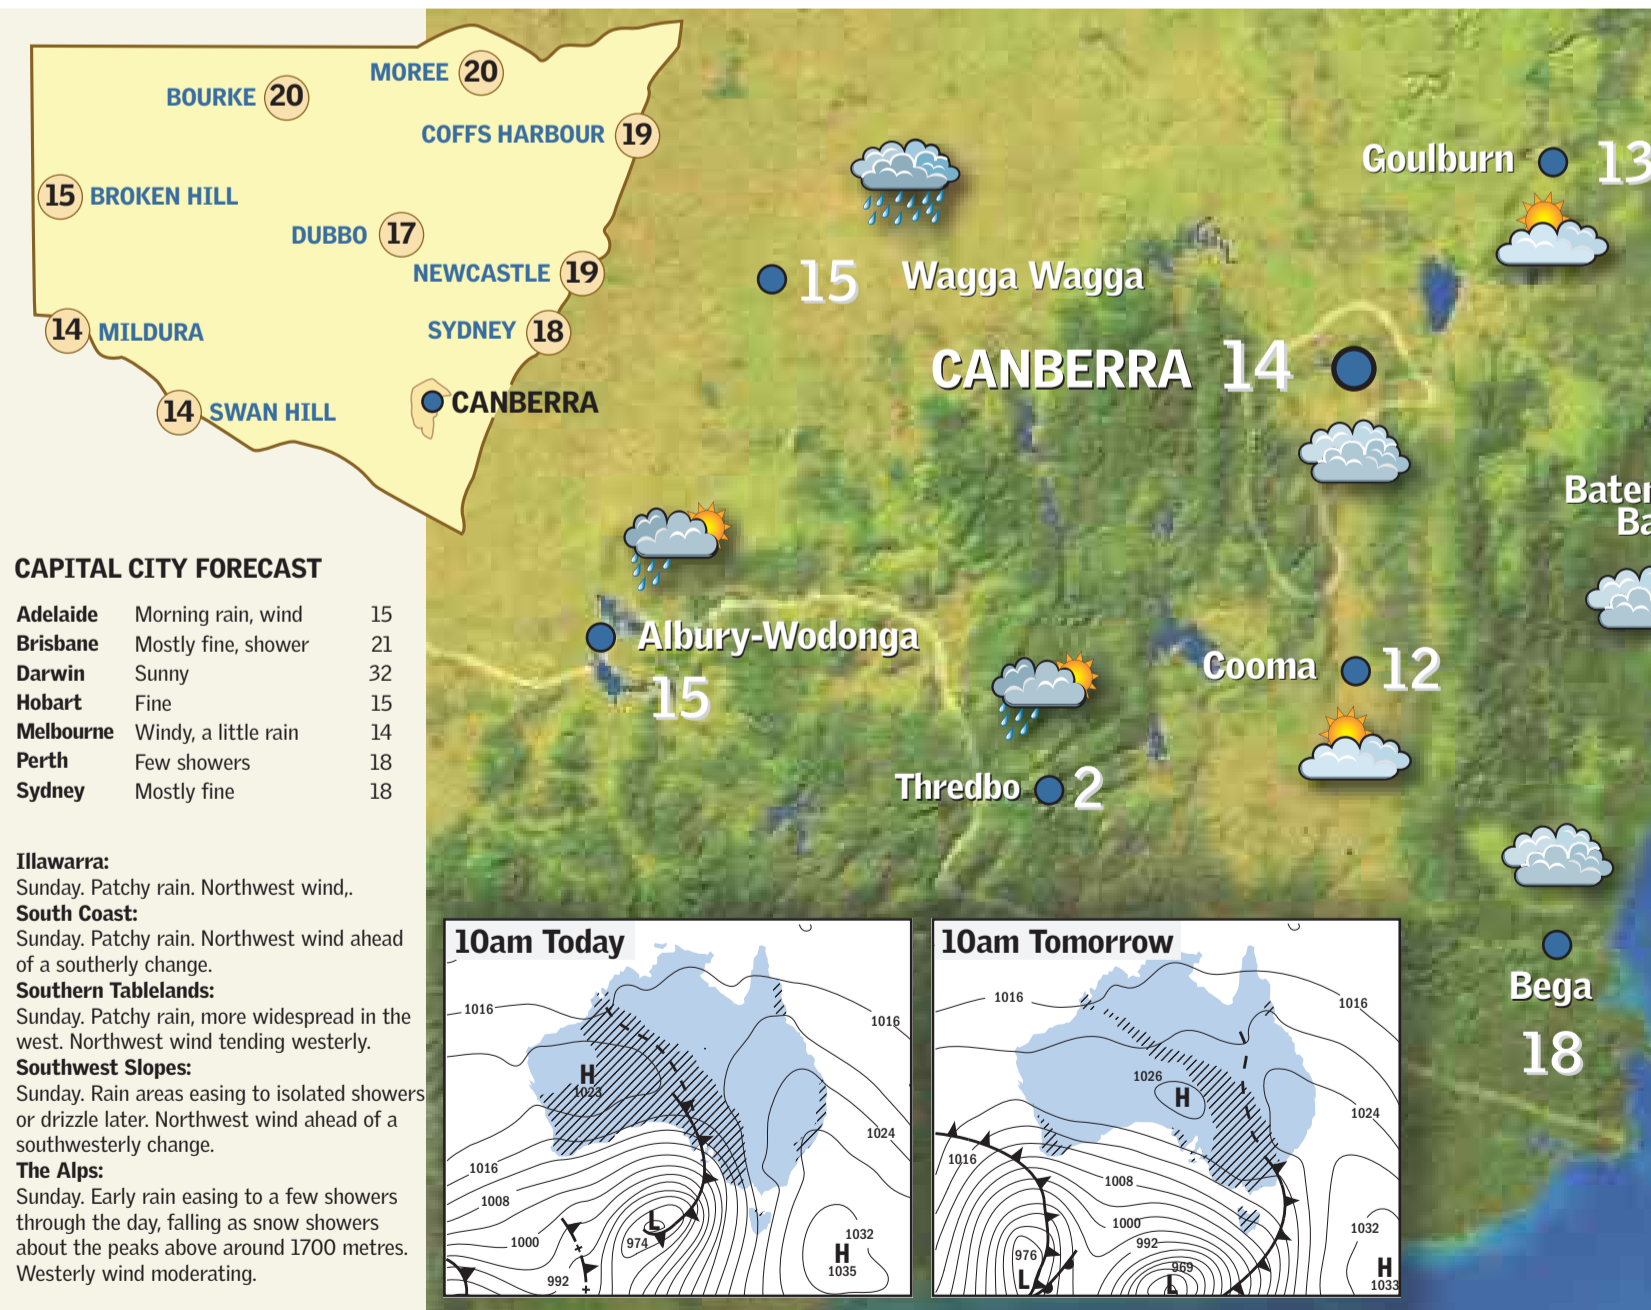 MOREE 20
BOURKE 20
COFFS HARBOUR 19
15 BROKEN HILL
DUBBO 17
NEWCASTLE 19
14 MILDURA
SYDNEY 18
CANBERRA
14 SWAN HILL
CAPITAL CITY FORECAST
Adelaide Morning rain, wind 15
Brisbane Mostly fine, shower 21
Darwin Sunny 32
Hobart Fine 15
Melbourne Windy, a little rain 14
Perth Few showers 18
Sydney Mostly fine 18
Illawarra:
Sunday. Patchy rain. Northwest wind,.
South Coast:
Sunday. Patchy rain. Northwest wind ahead
of a southerly change.
Southern Tablelands:
Sunday. Patchy rain, more widespread in the
west. Northwest wind tending westerly.
Southwest Slopes:
Sunday. Rain areas easing to isolated showers
or drizzle later. Northwest wind ahead of a
southwesterly change.
The Alps:
Sunday. Early rain easing to a few showers
through the day, falling as snow showers
about the peaks above around 1700 metres.
Westerly wind moderating.
Goulburn 13
15 Wagga Wagga
CANBERRA 14
Bate
Ba
Albury-Wodonga
15
Cooma 12
Thredbo 2
Bega
18
10am Today
1016
1016
H
1023
1024
1016
1008
L
974
1000
992
1032
H
1035
10am Tomorrow
1016
1016
1026
H
1024
1016
1008
1000
992
976
L
969
L
1032
H
1033